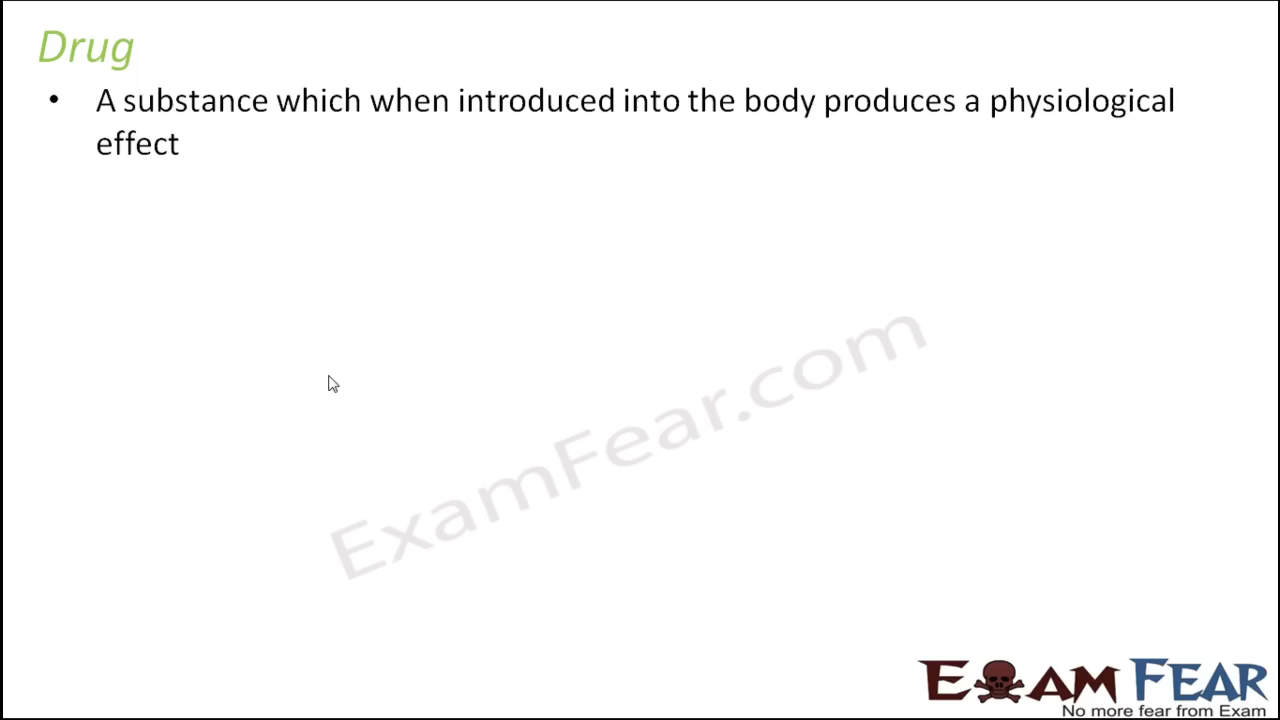 Drug
• A substance which when introduced into the body produces a physiological
effect
ExamFear.com
EXAM FEAR
No more fear from Exam